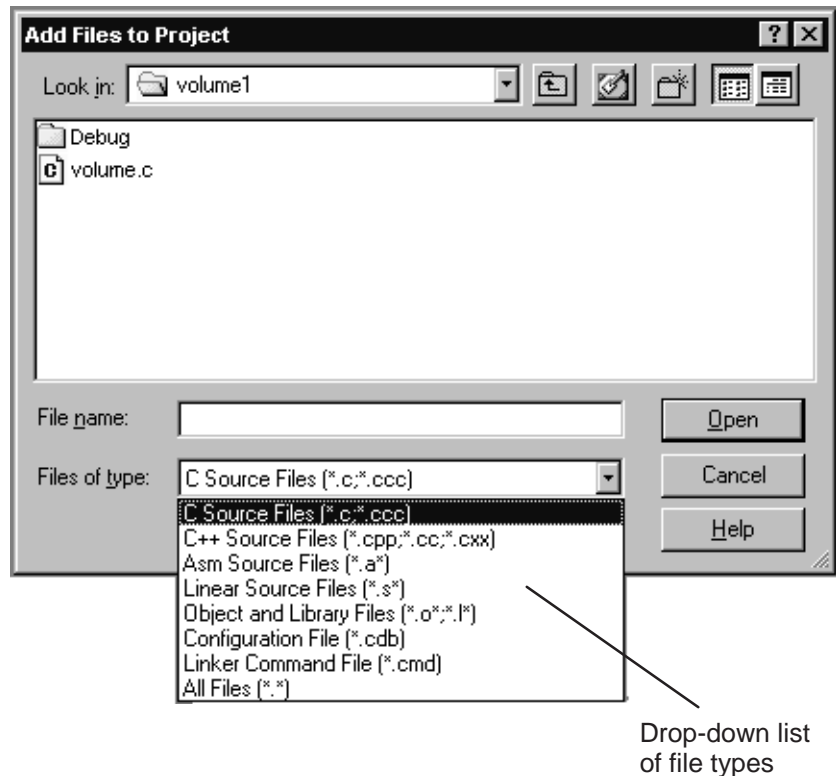 Add Files to Project
Look in: volume1
Debug
volume.c
File name:
Open
Files of type: C Source Files (*.c;*.ccc)
Cancel
C Source Files (*.c;*.ccc)
C++ Source Files (*.cpp;*.cc;*.cxx)
Help
Asm Source Files (*.a*)
Linear Source Files (*.s*)
Object and Library Files (*.o*;*.l*)
Configuration File (*.cdb)
Linker Command File (*.cmd)
All Files (*.*)
Drop-down list
of file types